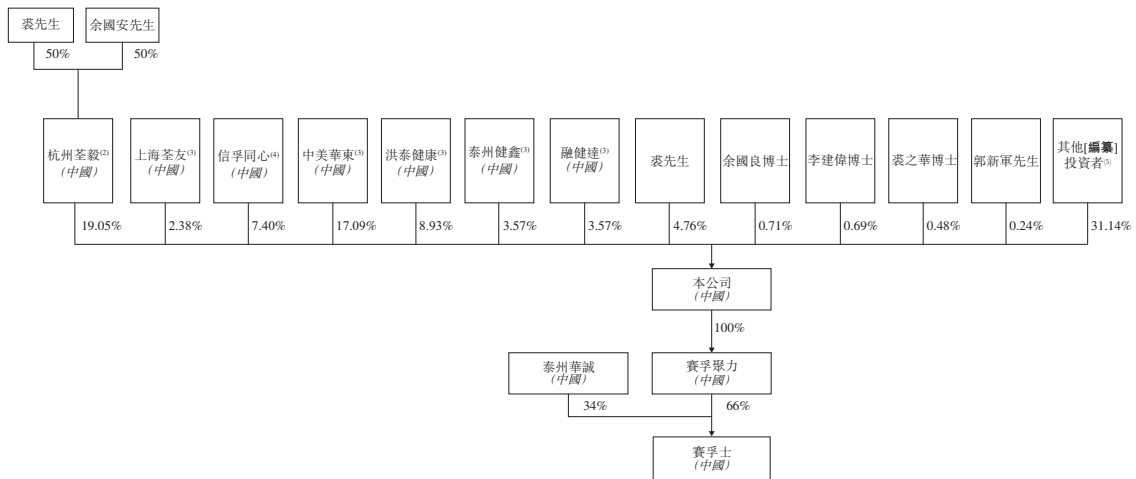 裘先生
余國安先生
50%
50%
杭州荃毅(2)
(中國)
上海荃友(3)
(中國)
信孚同心(4)
(中國)
中美華東(3)
(中國)
洪泰健康(3)
(中國)
泰州健鑫(3)
(中國)
融健達(3)
(中國)
裘先生
余國良博士
李建偉博士
裘之華博士
郭新軍先生
其他[編纂]
投資者(5)
19.05%
2.38%
7.40%
17.09%
8.93%
3.57%
3.57%
4.76%
0.71%
0.69%
0.48%
0.24%
31.14%
本公司
(中國)
100%
泰州華誠
(中國)
賽孚聚力
(中國)
34%
66%
賽孚士
(中國)